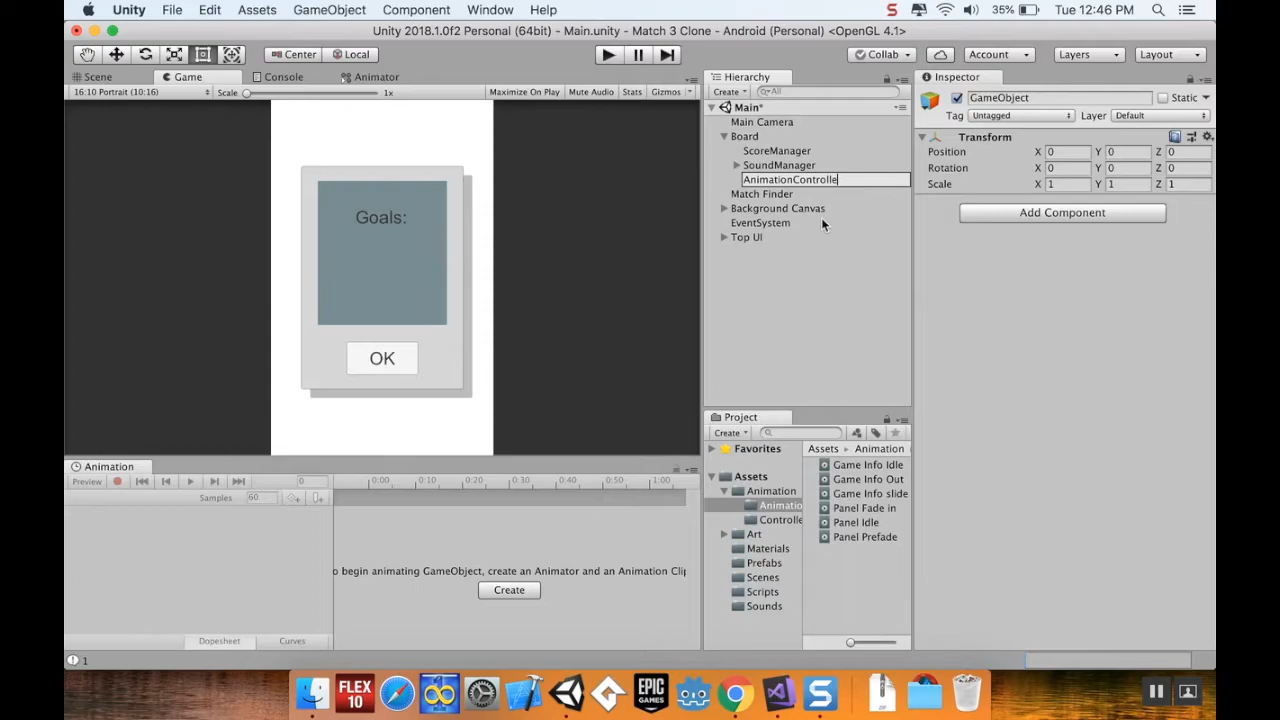 Unity File Edit Assets GameObject Component Window Help 35% Tue 12:46 PM
Unity 2018.1.0f2 Personal (64bit) - Main.unity - Match 3 Clone - Android (Personal) <OpenGL 4.1>
Center Local Collab Account Layers Layout
Scene Game Console Animator
16:10 Portrait (10:16) Scale 1x Maximize On Play Mute Audio Stats Gizmos
Goals:
OK
Hierarchy
Create All
Main*
Main Camera
Board
ScoreManager
SoundManager
AnimationControlle
Match Finder
Background Canvas
EventSystem
Top UI
Inspector
GameObject Static
Tag Untagged Layer Default
Transform
Position X 0 Y 0 Z 0
Rotation X 0 Y 0 Z 0
Scale X 1 Y 1 Z 1
Add Component
Animation
Preview 0 0:00 0:10 0:20 0:30 0:40 0:50 1:00
Samples 60
o begin animating GameObject, create an Animator and an Animation Clip
Create
Dopesheet Curves
Project
Create
Favorites
Assets
Animation
Animatio
Controlle
Art
Materials
Prefabs
Scenes
Scripts
Sounds
Assets Animation
Game Info Idle
Game Info Out
Game Info slide
Panel Fade in
Panel Idle
Panel Prefade
1
FLEX
10
EPIC
GAMES
ZIP